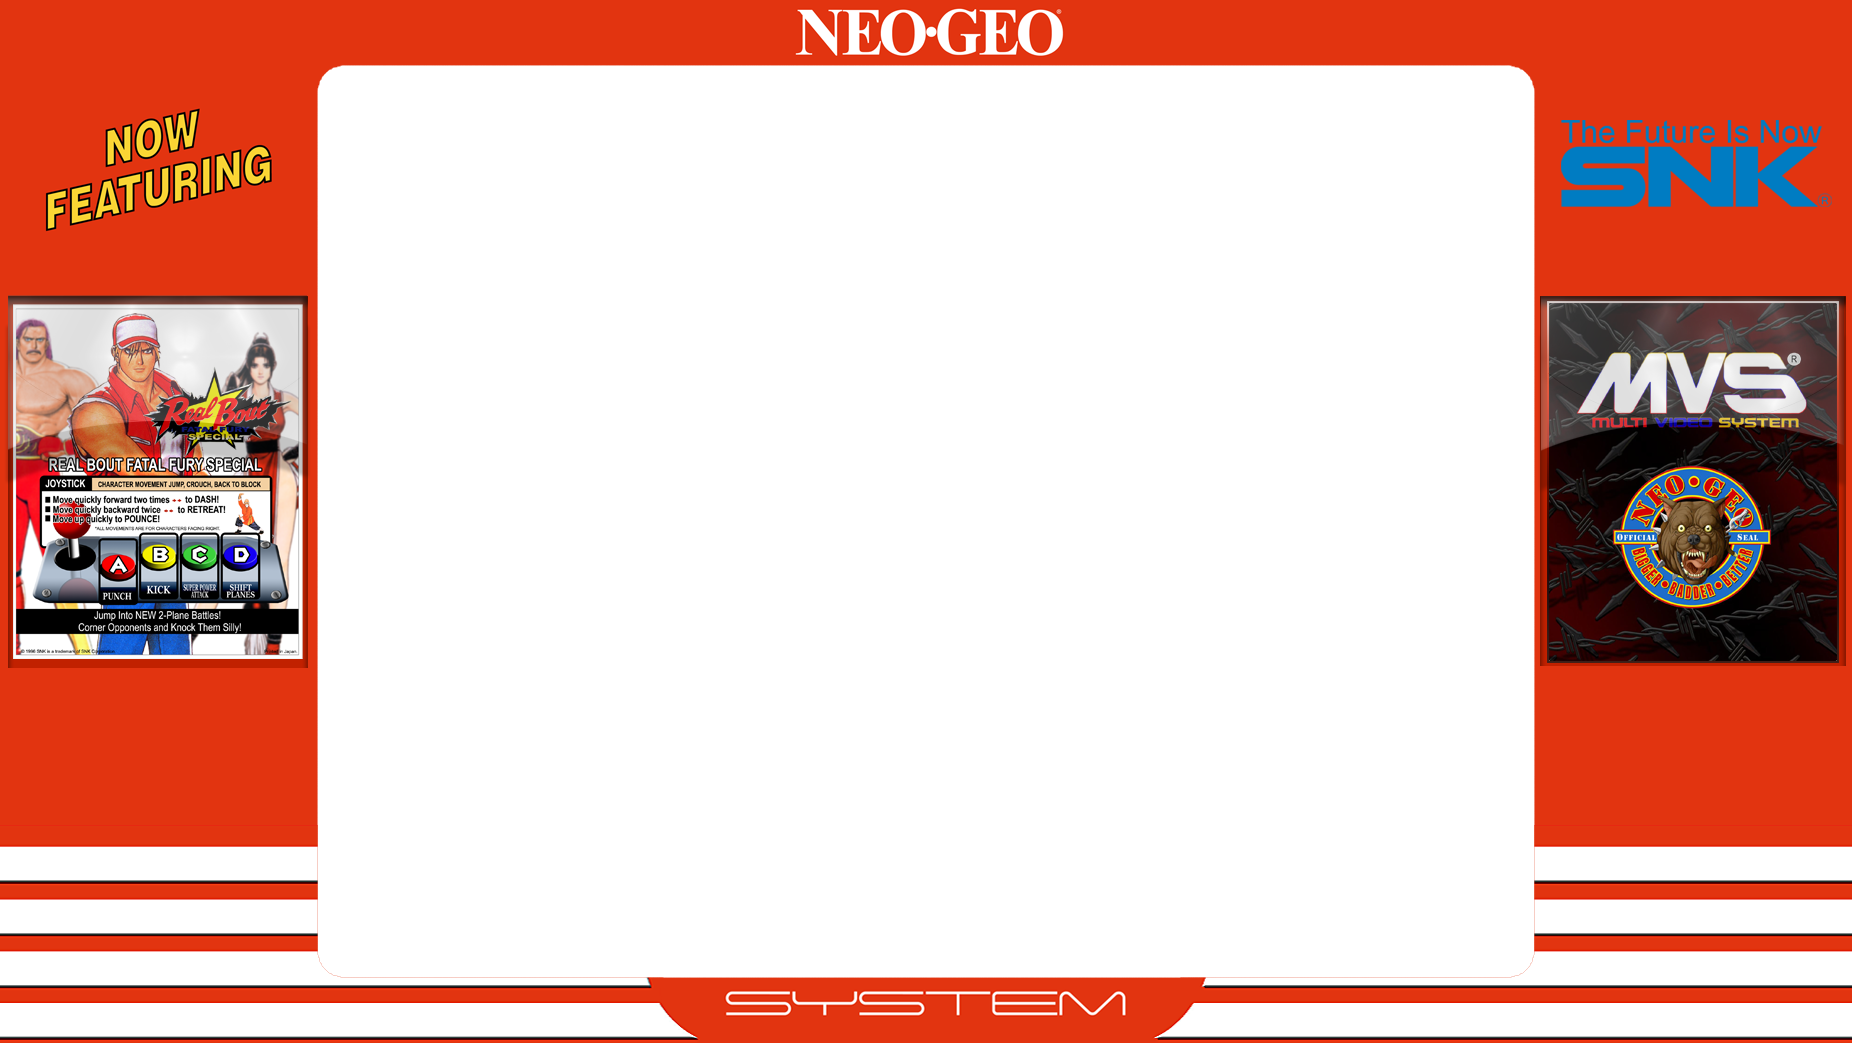 NEO•GEO®
NOW
FEATURING
Real Bout
FATAL FURY
SPECIAL
REAL BOUT FATAL FURY SPECIAL
JOYSTICK CHARACTER MOVEMENT JUMP, CROUCH, BACK TO BLOCK
■ Move quickly forward two times to DASH!
■ Move quickly backward twice to RETREAT!
■ Move up quickly to POUNCE!
*ALL MOVEMENTS ARE FOR CHARACTERS FACING RIGHT.
A B C D
PUNCH KICK SUPER POWER ATTACK SHIFT PLANES
Jump Into NEW 2-Plane Battles!
Corner Opponents and Knock Them Silly!
is a trademark of SNK in Japan
The Future Is Now
SNK®
MVS®
MULTI VIDEO SYSTEM
NEO•GEO
OFFICIAL SEAL
BIGGER•BADDER•BETTER
SYSTEM